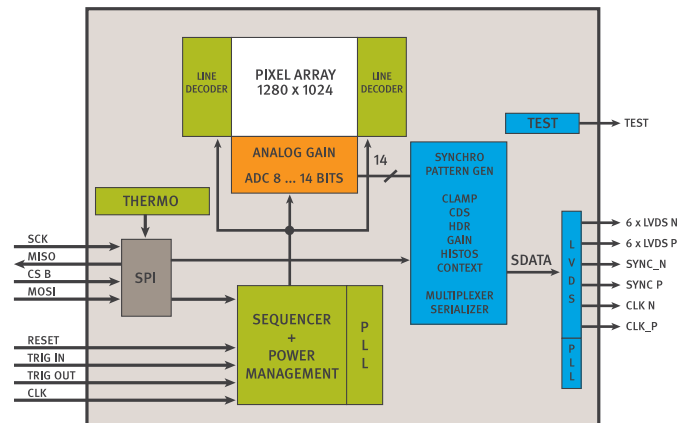 LINE
DECODER
PIXEL ARRAY
1280 x 1024
LINE
DECODER
TEST
TEST
ANALOG GAIN
ADC 8 ... 14 BITS
14
SYNCHRO
PATTERN GEN
CLAMP
CDS
HDR
GAIN
HISTOS
CONTEXT
MULTIPLEXER
SERIALIZER
THERMO
SCK
MISO
CS B
MOSI
SPI
SDATA
LVDS
PLL
6 x LVDS N
6 x LVDS P
SYNC_N
SYNC P
CLK N
CLK_P
SEQUENCER
+
POWER
MANAGEMENT
PLL
RESET
TRIG IN
TRIG OUT
CLK